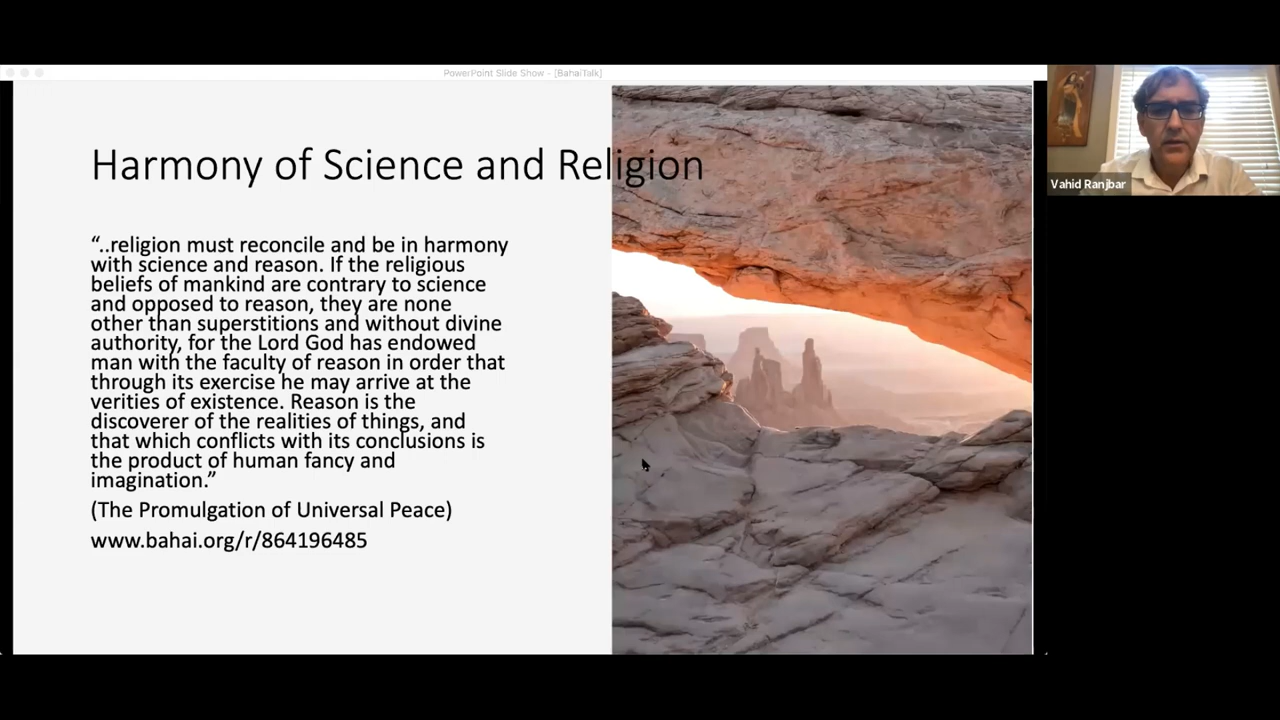 PowerPoint Slide Show - [BahaiTalk]
Harmony of Science and Religion
“..religion must reconcile and be in harmony
with science and reason. If the religious
beliefs of mankind are contrary to science
and opposed to reason, they are none
other than superstitions and without divine
authority, for the Lord God has endowed
man with the faculty of reason in order that
through its exercise he may arrive at the
verities of existence. Reason is the
discoverer of the realities of things, and
that which conflicts with its conclusions is
the product of human fancy and
imagination.”
(The Promulgation of Universal Peace)
www.bahai.org/r/864196485
Vahid Ranjbar